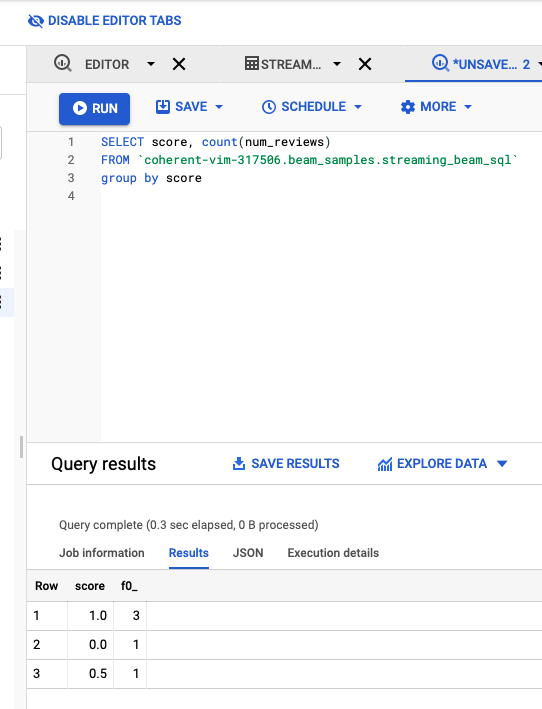 DISABLE EDITOR TABS
EDITOR STREAM... *UNSAVE... 2
RUN SAVE SCHEDULE MORE
1 SELECT score, count(num_reviews)
2 FROM `coherent-vim-317506.beam_samples.streaming_beam_sql`
3 group by score
4
Query results SAVE RESULTS EXPLORE DATA
Query complete (0.3 sec elapsed, 0 B processed)
Job information Results JSON Execution details
Row score f0_
1 1.0 3
2 0.0 1
3 0.5 1